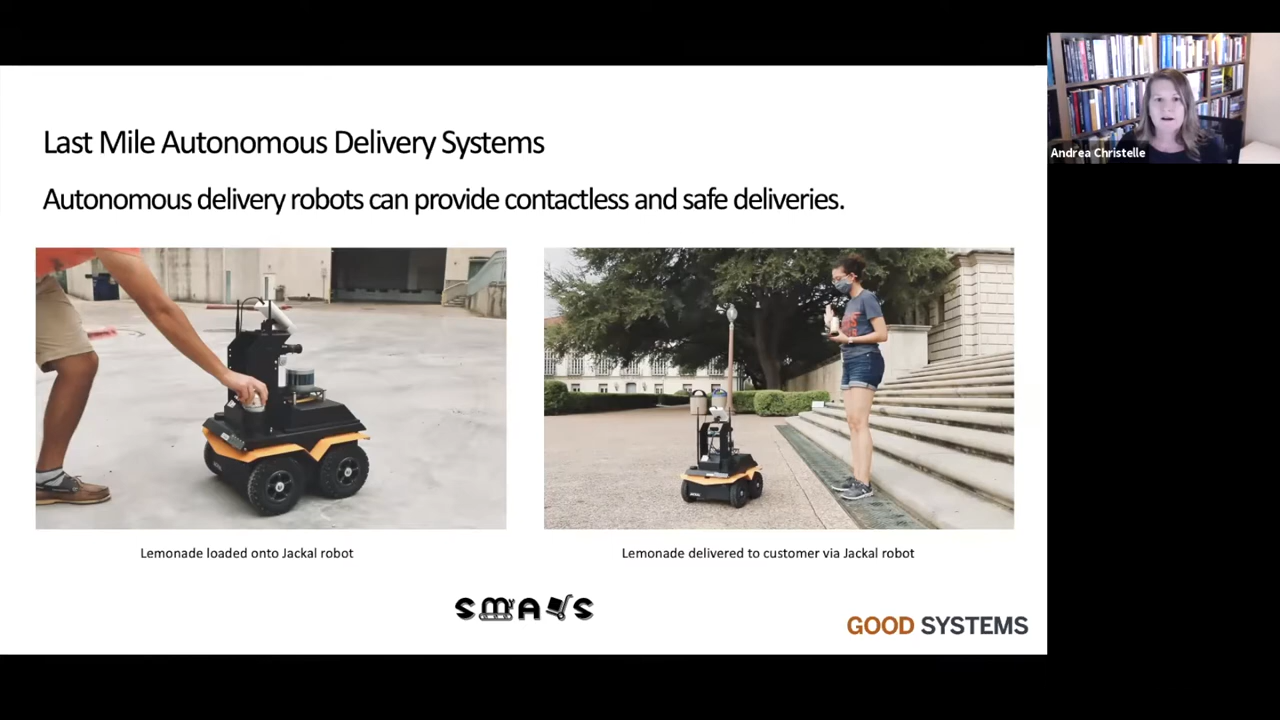 Last Mile Autonomous Delivery Systems
Autonomous delivery robots can provide contactless and safe deliveries.
Andrea Christelle
Lemonade loaded onto Jackal robot
Lemonade delivered to customer via Jackal robot
GOOD SYSTEMS